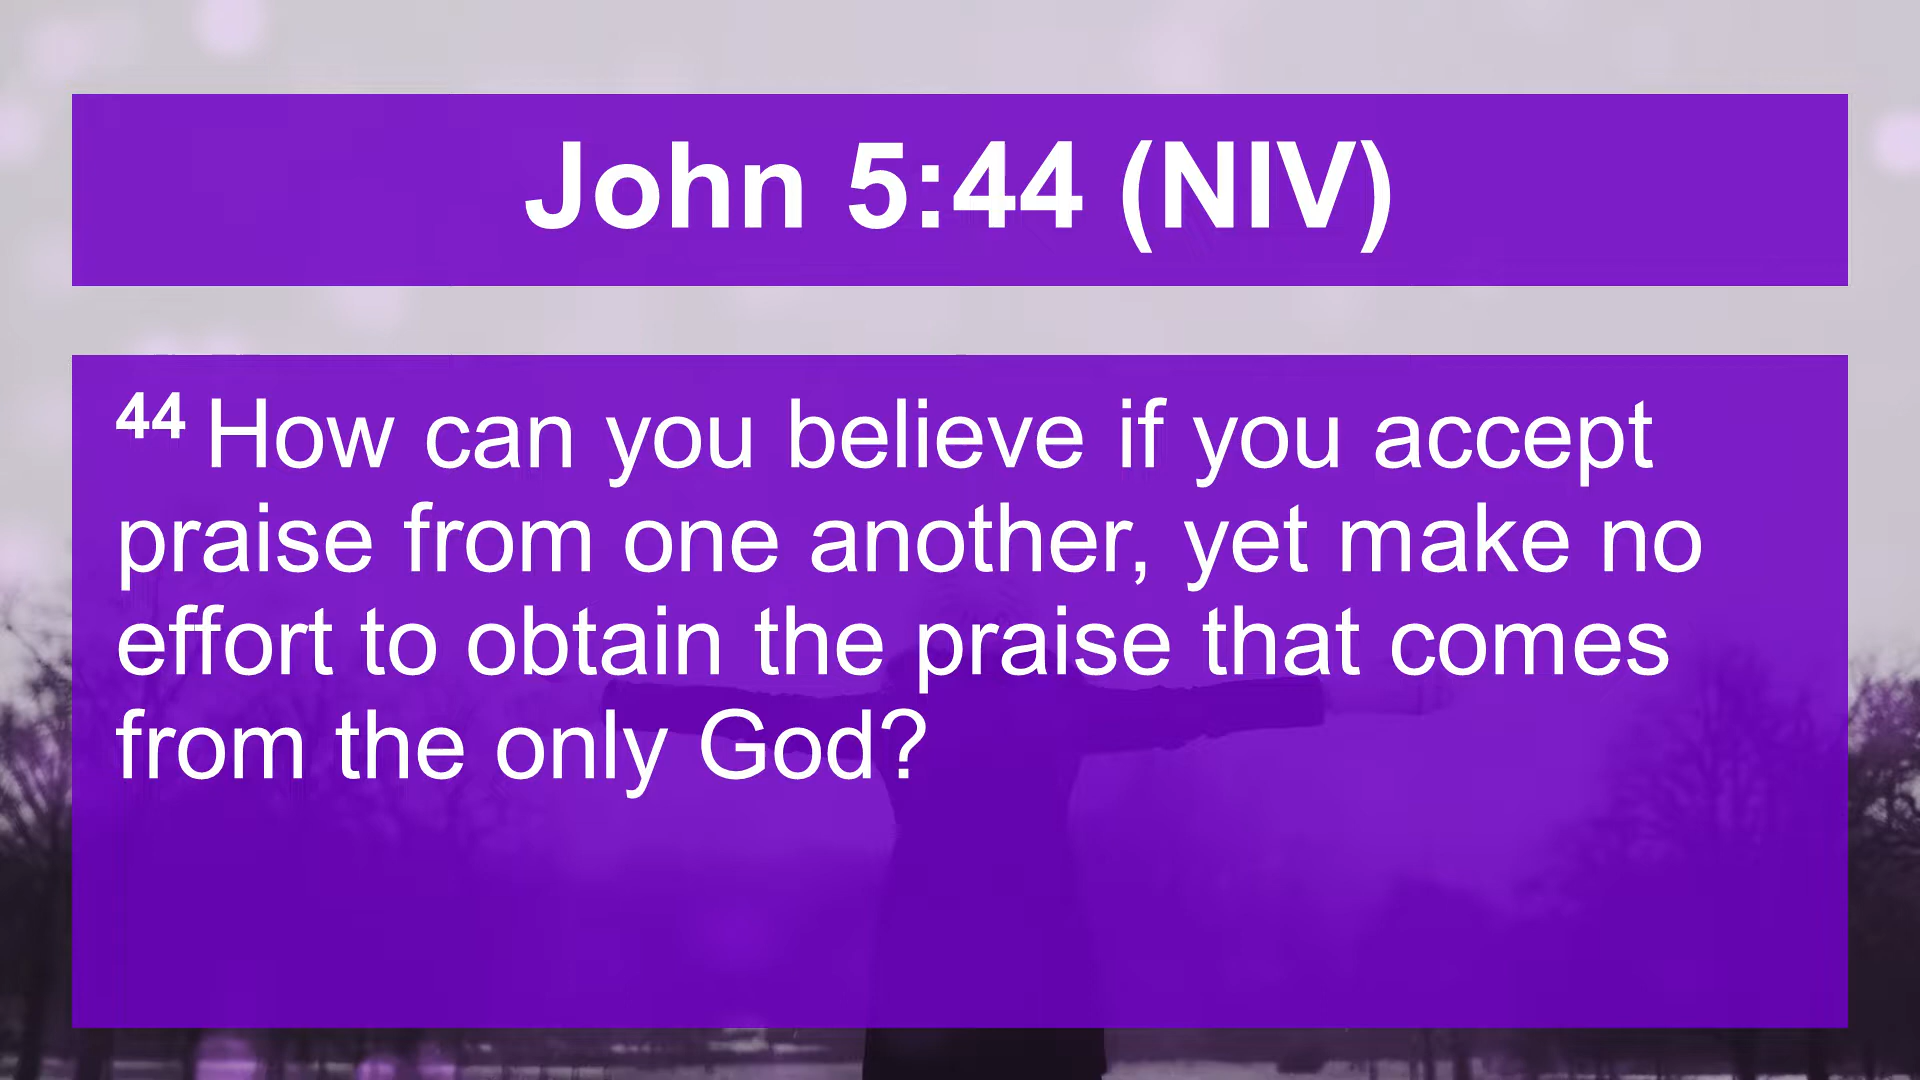 John 5:44 (NIV)
44 How can you believe if you accept
praise from one another, yet make no
effort to obtain the praise that comes
from the only God?